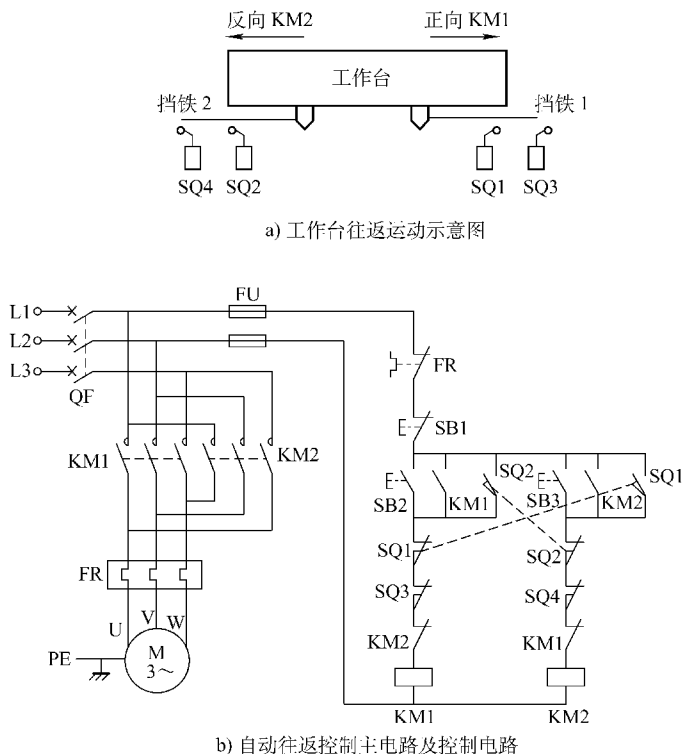 反向 KM2
正向 KM1
工作台
挡铁 2
挡铁 1
SQ4
SQ2
SQ1
SQ3
a) 工作台往返运动示意图
FU
L1
L2
L3
QF
FR
SB1
KM1
KM2
SB2
KM1
SQ2
SB3
KM2
SQ1
SQ1
SQ2
FR
SQ3
SQ4
U
V
W
KM2
KM1
PE
M
3～
KM1
KM2
b) 自动往返控制主电路及控制电路